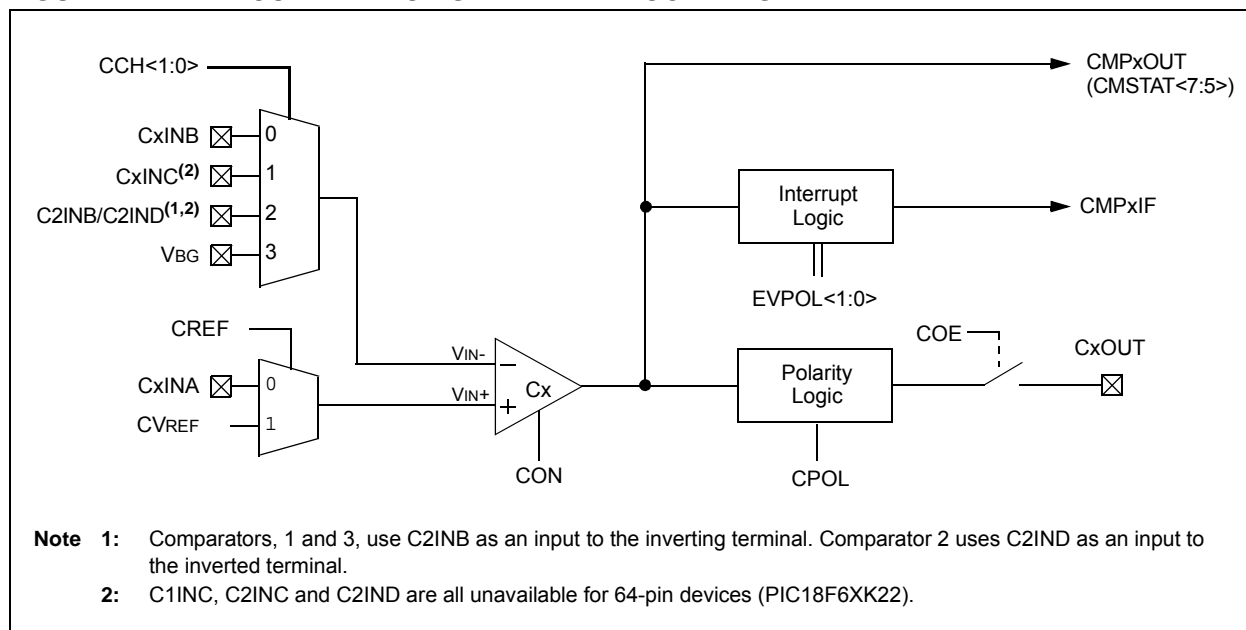 CCH<1:0>
CMPxOUT
(CMSTAT<7:5>)
CxINB
0
CxINC(2)
1
C2INB/C2IND(1,2)
2
VBG
3
Interrupt
Logic
CMPxIF
EVPOL<1:0>
CREF
COE
CxOUT
VIN-
–
CxINA
0
Cx
Polarity
Logic
VIN+
+
CVREF
1
CON
CPOL
Note 1: Comparators, 1 and 3, use C2INB as an input to the inverting terminal. Comparator 2 uses C2IND as an input to
the inverted terminal.
2: C1INC, C2INC and C2IND are all unavailable for 64-pin devices (PIC18F6XK22).